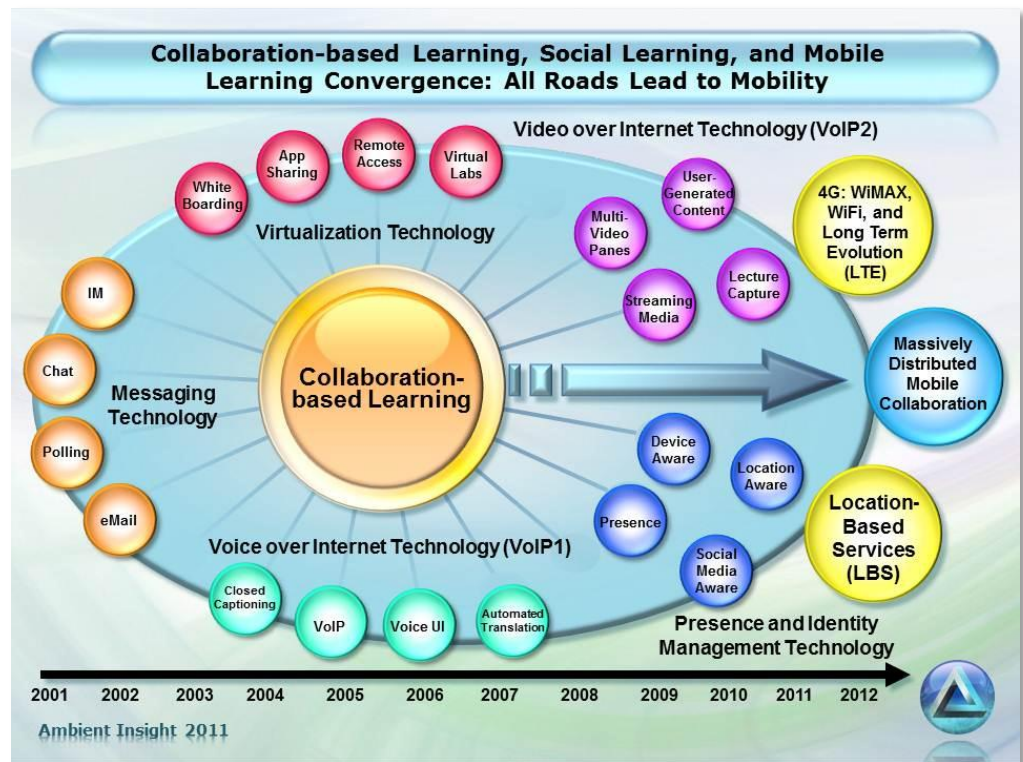 Collaboration-based Learning, Social Learning, and Mobile
Learning Convergence: All Roads Lead to Mobility
Video over Internet Technology (VoIP2)
White
Boarding
App
Sharing
Remote
Access
Virtual
Labs
Virtualization Technology
Multi-
Video
Panes
User-
Generated
Content
Streaming
Media
Lecture
Capture
4G: WiMAX,
WiFi, and
Long Term
Evolution
(LTE)
IM
Chat
Polling
eMail
Messaging
Technology
Collaboration-
based Learning
Massively
Distributed
Mobile
Collaboration
Device
Aware
Location
Aware
Presence
Social
Media
Aware
Location-
Based
Services
(LBS)
Voice over Internet Technology (VoIP1)
Closed
Captioning
VoIP
Voice UI
Automated
Translation
Presence and Identity
Management Technology
2001 2002 2003 2004 2005 2006 2007 2008 2009 2010 2011 2012
Ambient Insight 2011